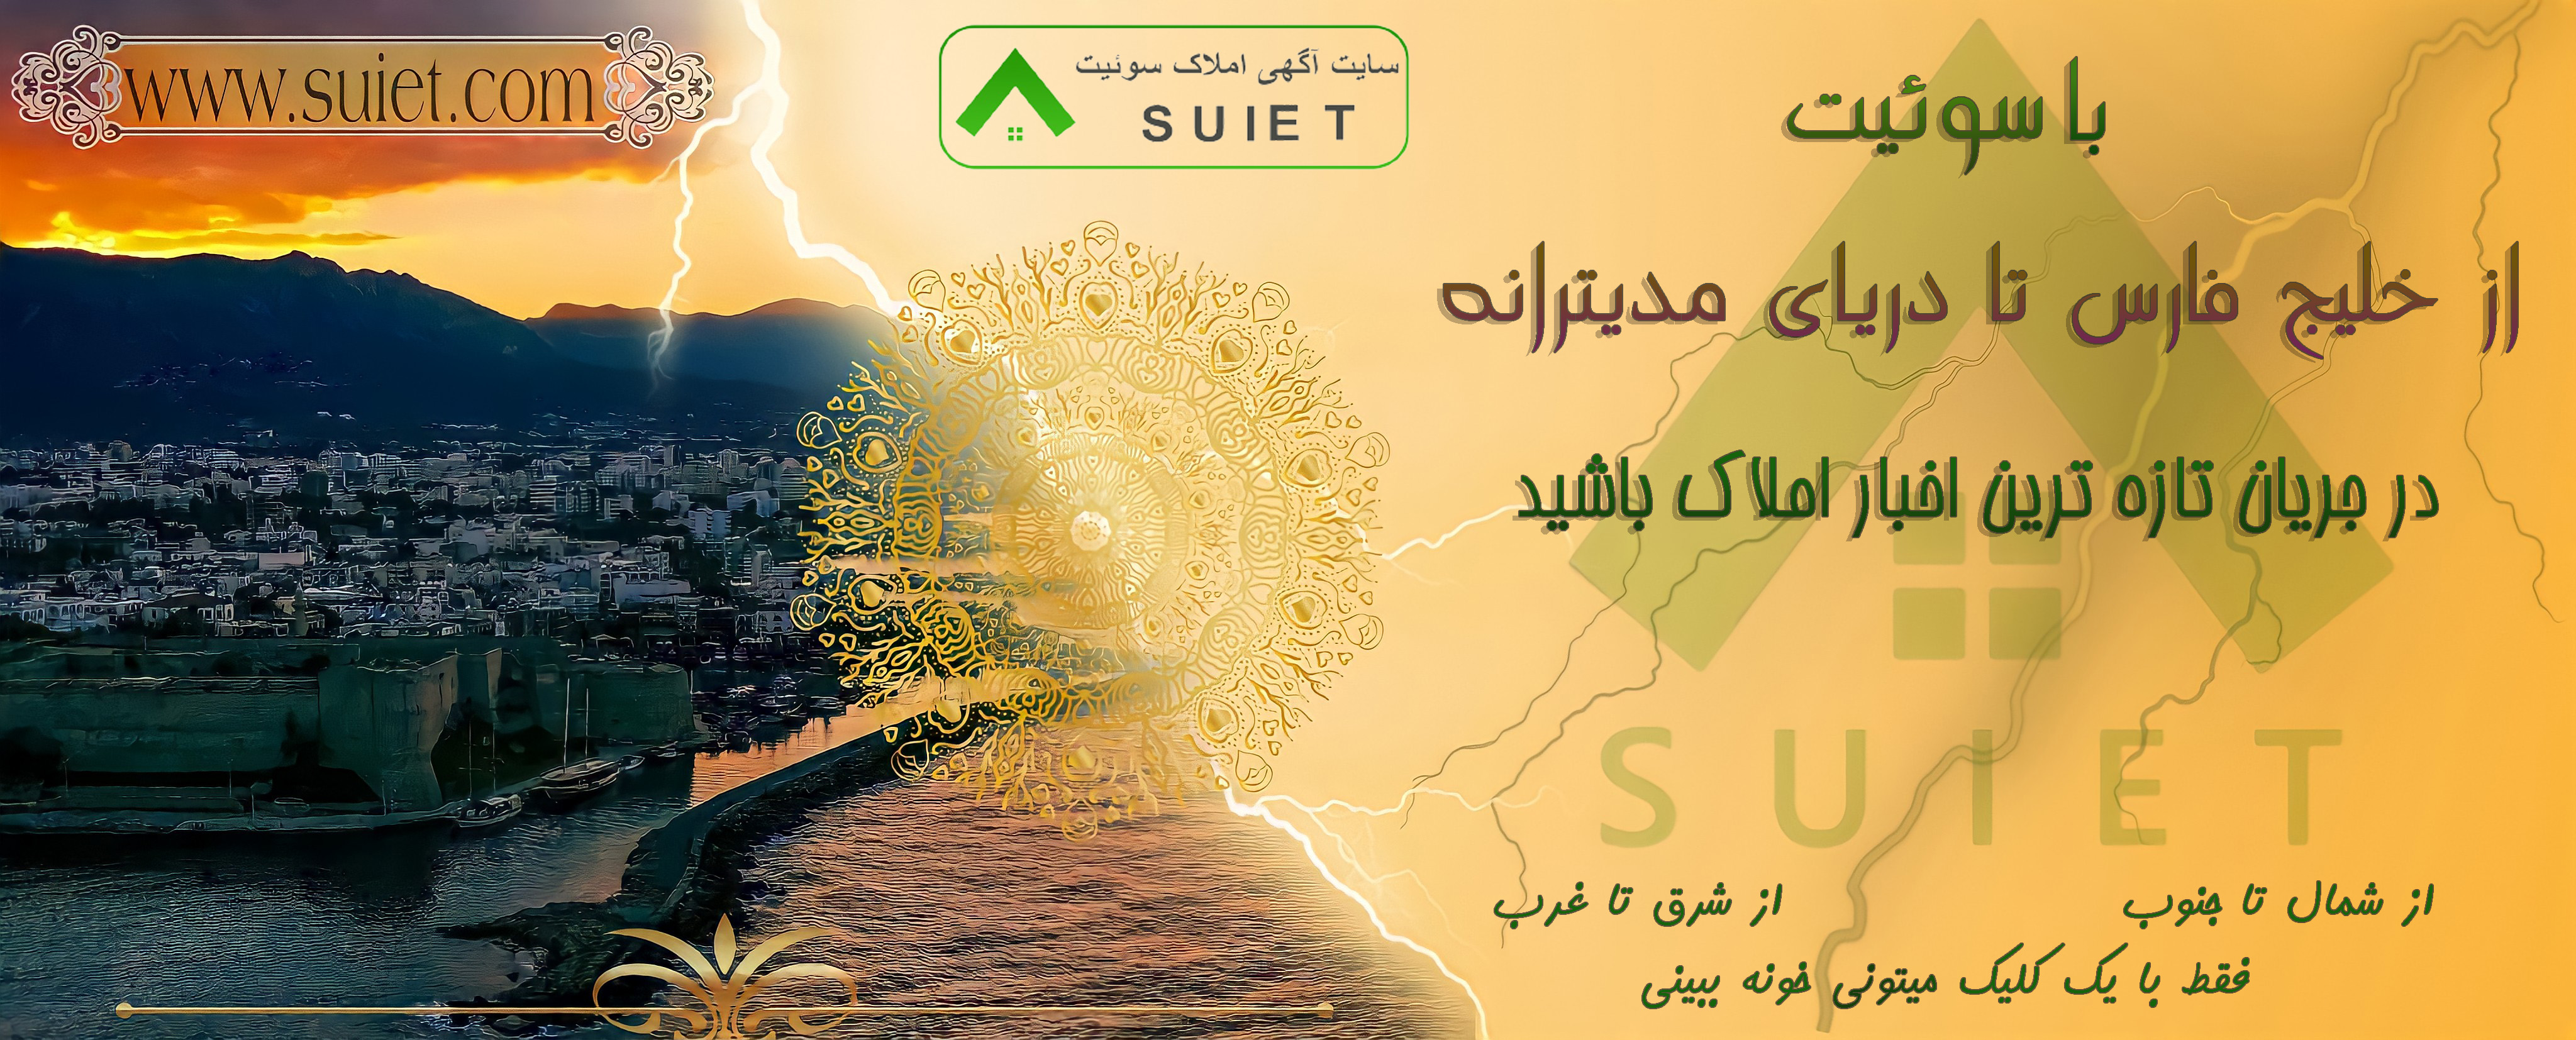 www.suiet.com
سایت آگهی املاک سوئیت
SUIET
با سوئیت
از خلیج فارس تا دریای مدیترانه
در جریان تازه ترین اخبار املاک باشید
SUIET
از شمال تا جنوب
از شرق تا غرب
فقط با یک کلیک میتونی خونه ببینی